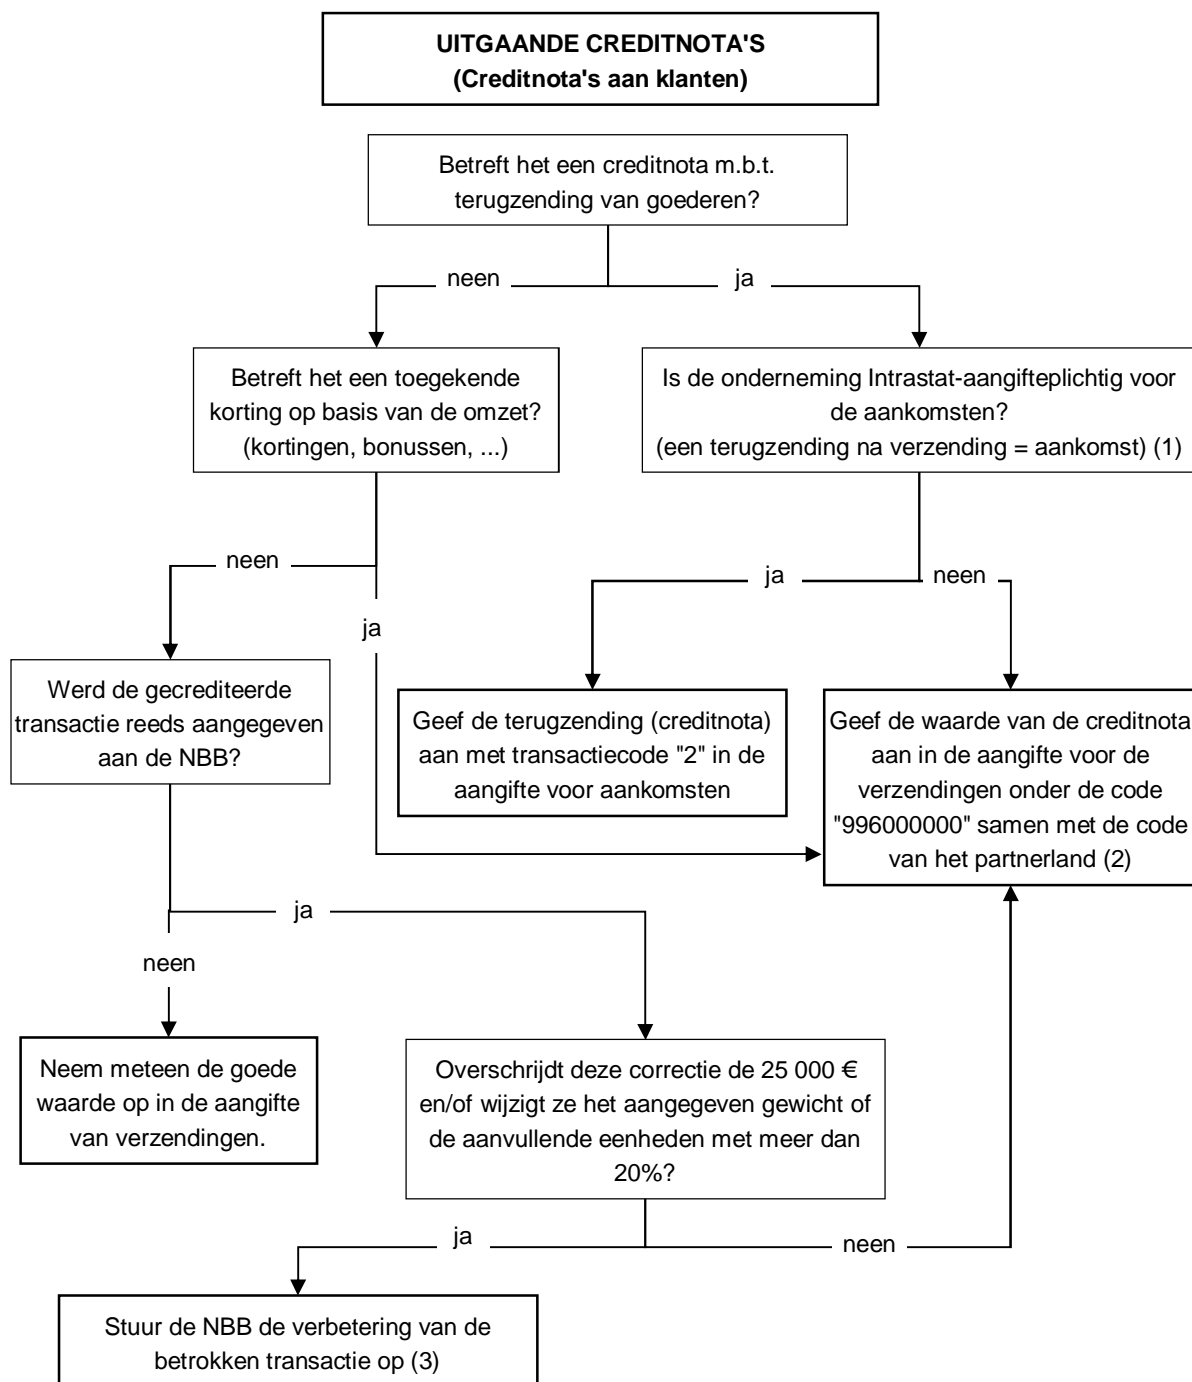 UITGAANDE CREDITNOTA'S
(Creditnota's aan klanten)
Betreft het een creditnota m.b.t.
terugzending van goederen?
neen
ja
Betreft het een toegekende
korting op basis van de omzet?
(kortingen, bonussen, ...)
Is de onderneming Intrastat-aangifteplichtig voor
de aankomsten?
(een terugzending na verzending = aankomst) (1)
neen
ja
ja
neen
Werd de gecrediteerde
transactie reeds aangegeven
aan de NBB?
Geef de terugzending (creditnota)
aan met transactiecode "2" in de
aangifte voor aankomsten
Geef de waarde van de creditnota
aan in de aangifte voor de
verzendingen onder de code
"996000000" samen met de code
van het partnerland (2)
ja
neen
Neem meteen de goede
waarde op in de aangifte
van verzendingen.
Overschrijdt deze correctie de 25 000 €
en/of wijzigt ze het aangegeven gewicht of
de aanvullende eenheden met meer dan
20%?
ja
neen
Stuur de NBB de verbetering van de
betrokken transactie op (3)